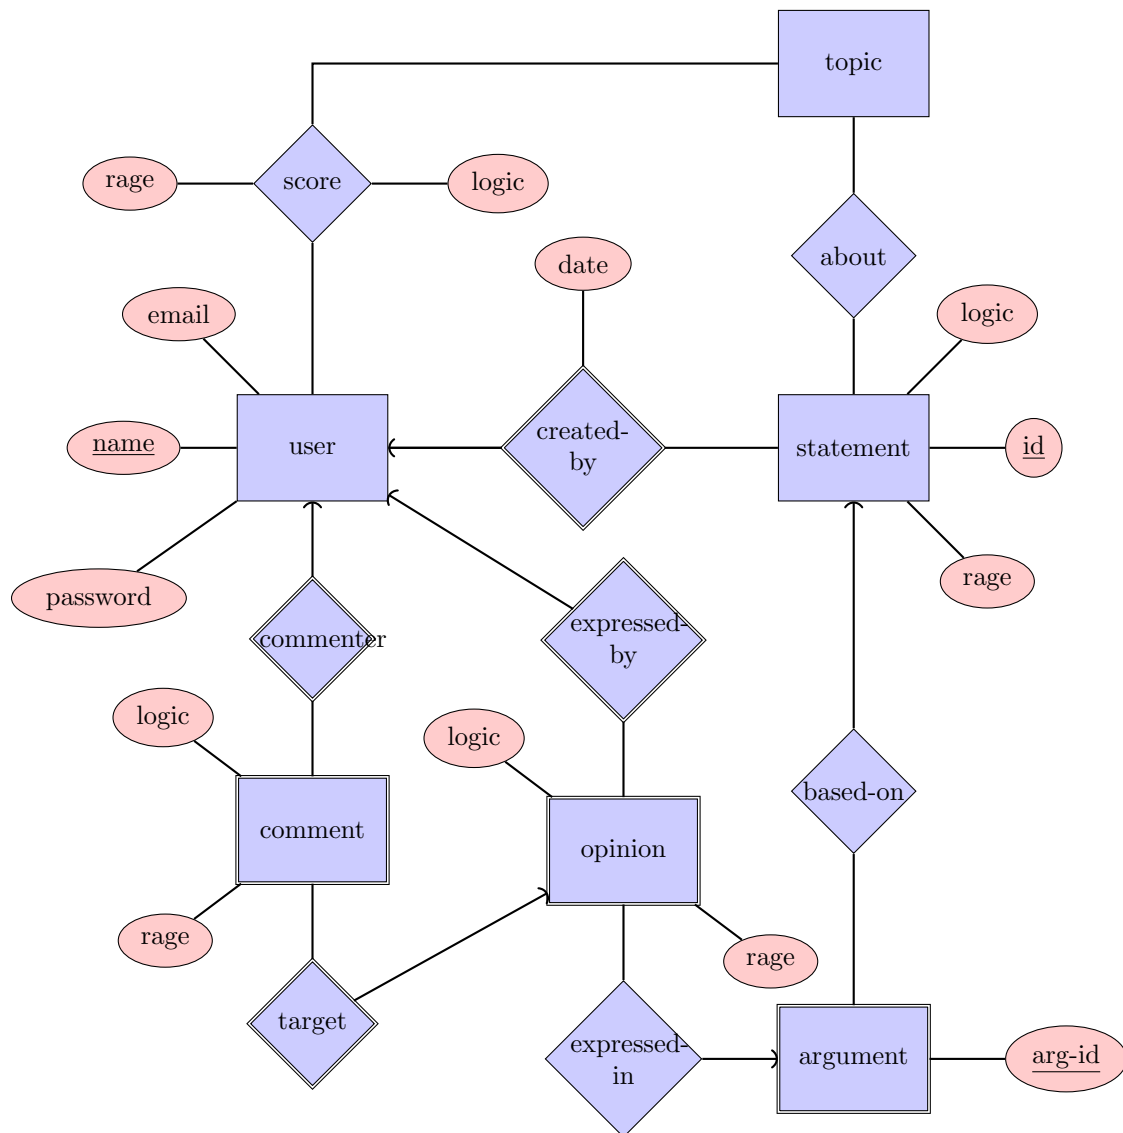 topic
rage
score
logic
about
date
email
logic
name
user
created-
by
statement
id
password
commenter
expressed-
by
rage
logic
logic
based-on
comment
opinion
rage
rage
target
expressed-
in
argument
arg-id